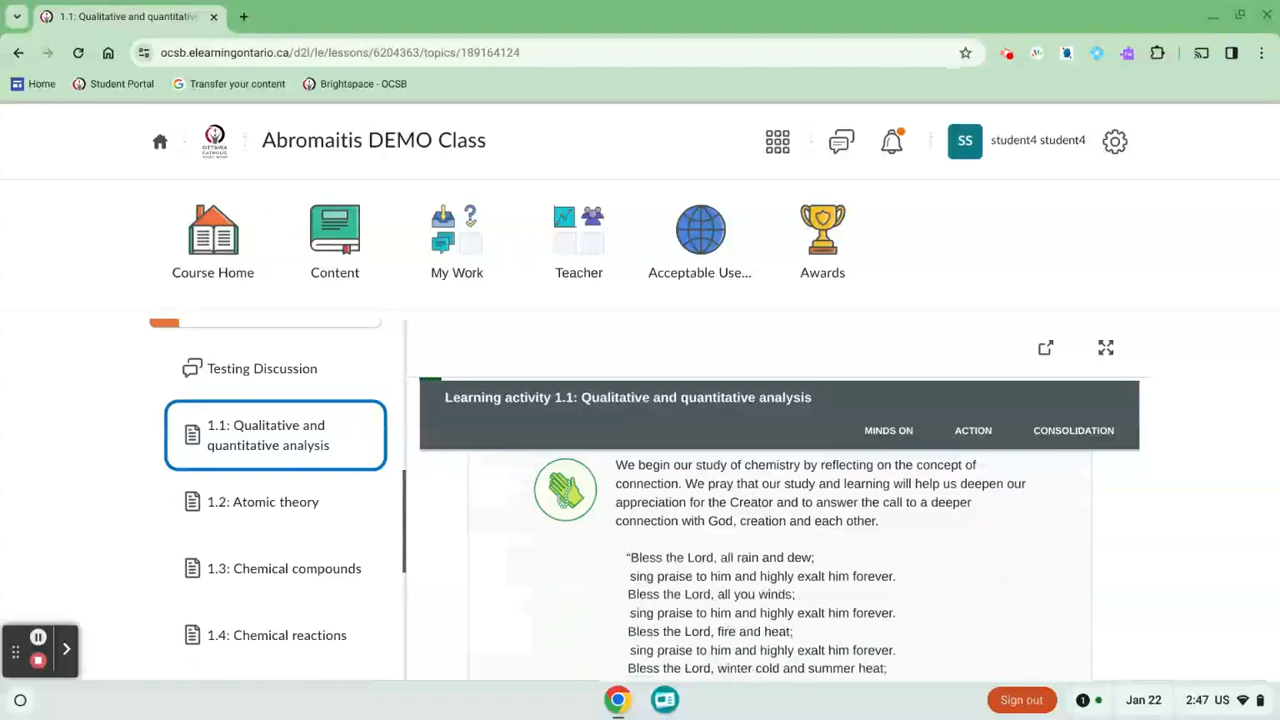 1.1: Qualitative and quantitativ
ocsb.elearningontario.ca/d2l/le/lessons/6204363/topics/189164124
Home
Student Portal
Transfer your content
Brightspace - OCSB
Abromaitis DEMO Class
SS
student4 student4
Course Home
Content
My Work
Teacher
Acceptable Use...
Awards
Testing Discussion
1.1: Qualitative and
quantitative analysis
1.2: Atomic theory
1.3: Chemical compounds
1.4: Chemical reactions
Learning activity 1.1: Qualitative and quantitative analysis
MINDS ON
ACTION
CONSOLIDATION
We begin our study of chemistry by reflecting on the concept of
connection. We pray that our study and learning will help us deepen our
appreciation for the Creator and to answer the call to a deeper
connection with God, creation and each other.
“Bless the Lord, all rain and dew;
sing praise to him and highly exalt him forever.
Bless the Lord, all you winds;
sing praise to him and highly exalt him forever.
Bless the Lord, fire and heat;
sing praise to him and highly exalt him forever.
Bless the Lord, winter cold and summer heat;
Sign out
1
Jan 22
2:47 US